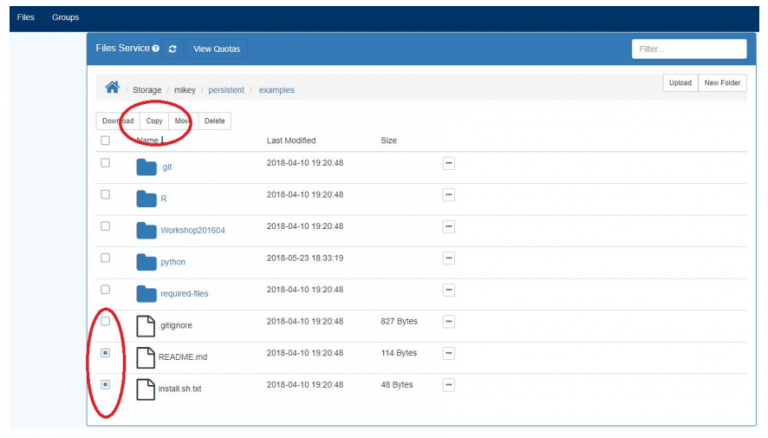 Files Groups
Files Service ? View Quotas Filter...
/ Storage / mikey / persistent / examples Upload New Folder
Download Copy Move Delete
Name Last Modified Size
.git 2018-04-10 19:20:48
R 2018-04-10 19:20:48
Workshop201604 2018-04-10 19:20:48
python 2018-05-23 18:33:19
required-files 2018-04-10 19:20:48
.gitignore 2018-04-10 19:20:48 827 Bytes
README.md 2018-04-10 19:20:48 114 Bytes
install.sh.txt 2018-04-10 19:20:48 48 Bytes